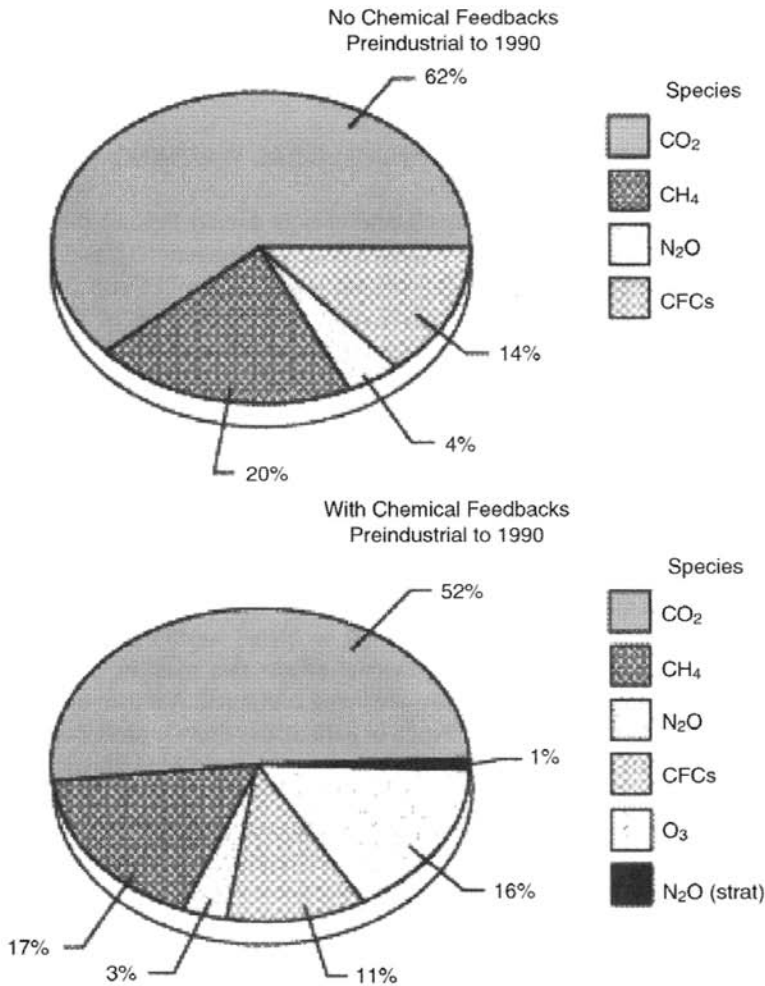 No Chemical Feedbacks
Preindustrial to 1990
62%
Species
CO₂
CH₄
N₂O
CFCs
14%
4%
20%
With Chemical Feedbacks
Preindustrial to 1990
52%
Species
CO₂
CH₄
N₂O
CFCs
O₃
N₂O (strat)
1%
16%
17%
3%
11%